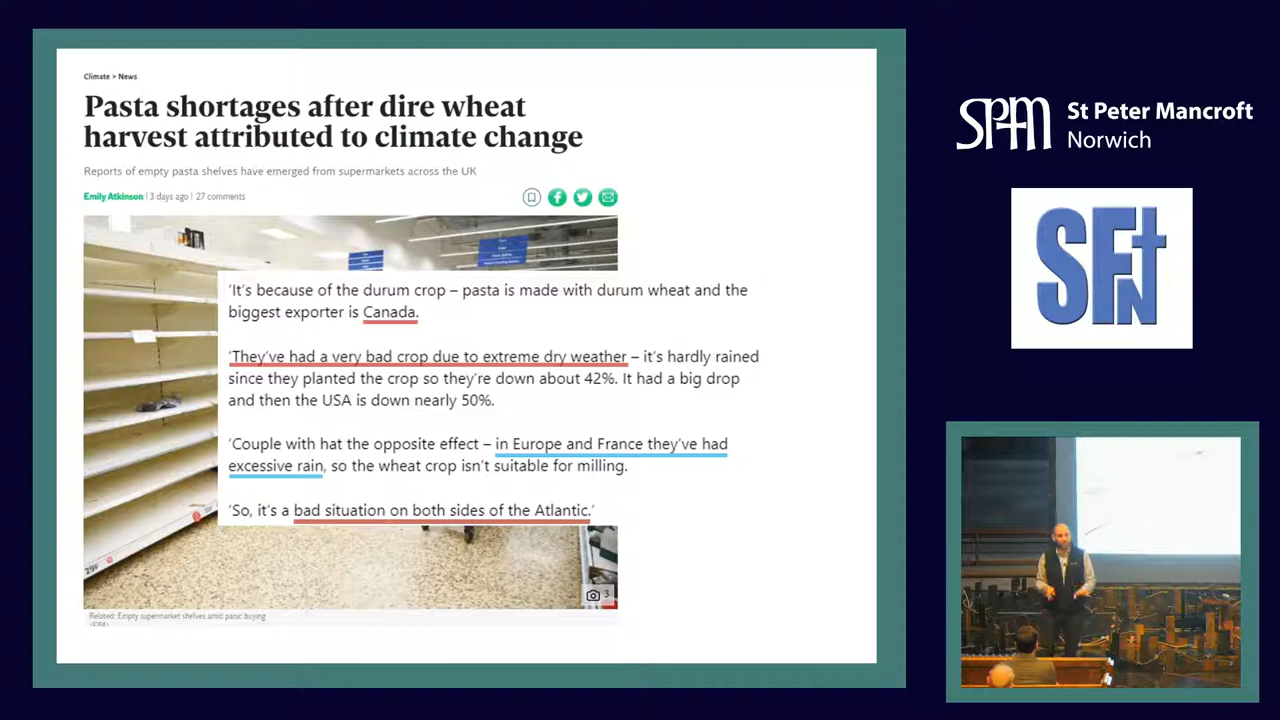 Climate > News
Pasta shortages after dire wheat
harvest attributed to climate change
Reports of empty pasta shelves have emerged from supermarkets across the UK
Emily Atkinson | 3 days ago | 27 comments
'It's because of the durum crop – pasta is made with durum wheat and the
biggest exporter is Canada.
'They've had a very bad crop due to extreme dry weather – it's hardly rained
since they planted the crop so they're down about 42%. It had a big drop
and then the USA is down nearly 50%.
'Couple with hat the opposite effect – in Europe and France they've had
excessive rain, so the wheat crop isn't suitable for milling.
'So, it's a bad situation on both sides of the Atlantic.'
29p
3
Related: Empty supermarket shelves amid panic buying
SPM
St Peter Mancroft
Norwich
SFN